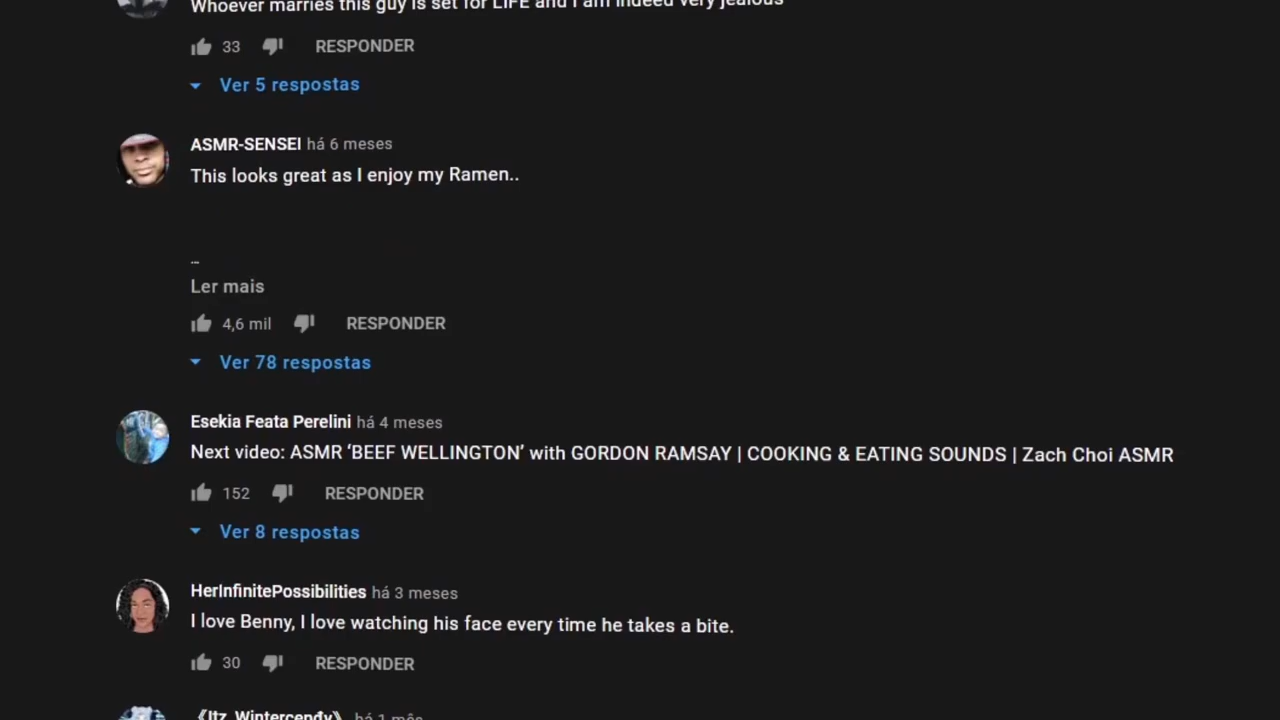 Whoever marries this guy is set for LIFE and I am indeed very jealous
33 RESPONDER
Ver 5 respostas
ASMR-SENSEI há 6 meses
This looks great as I enjoy my Ramen..
...
Ler mais
4,6 mil RESPONDER
Ver 78 respostas
Esekia Feata Perelini há 4 meses
Next video: ASMR ‘BEEF WELLINGTON’ with GORDON RAMSAY | COOKING & EATING SOUNDS | Zach Choi ASMR
152 RESPONDER
Ver 8 respostas
HerInfinitePossibilities há 3 meses
I love Benny, I love watching his face every time he takes a bite.
30 RESPONDER
《Itz_Wintercenđy》 há 1 mês